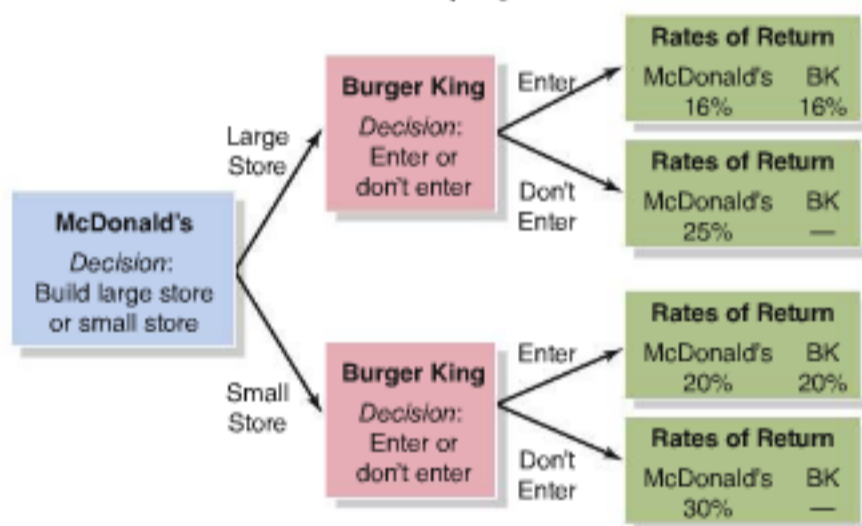 McDonald's
Decision:
Build large store
or small store
Large
Store
Small
Store
Burger King
Decision:
Enter or
don't enter
Enter
Don't
Enter
Rates of Return
McDonald's BK
16% 16%
Rates of Return
McDonald's BK
25% —
Burger King
Decision:
Enter or
don't enter
Enter
Don't
Enter
Rates of Return
McDonald's BK
20% 20%
Rates of Return
McDonald's BK
30% —